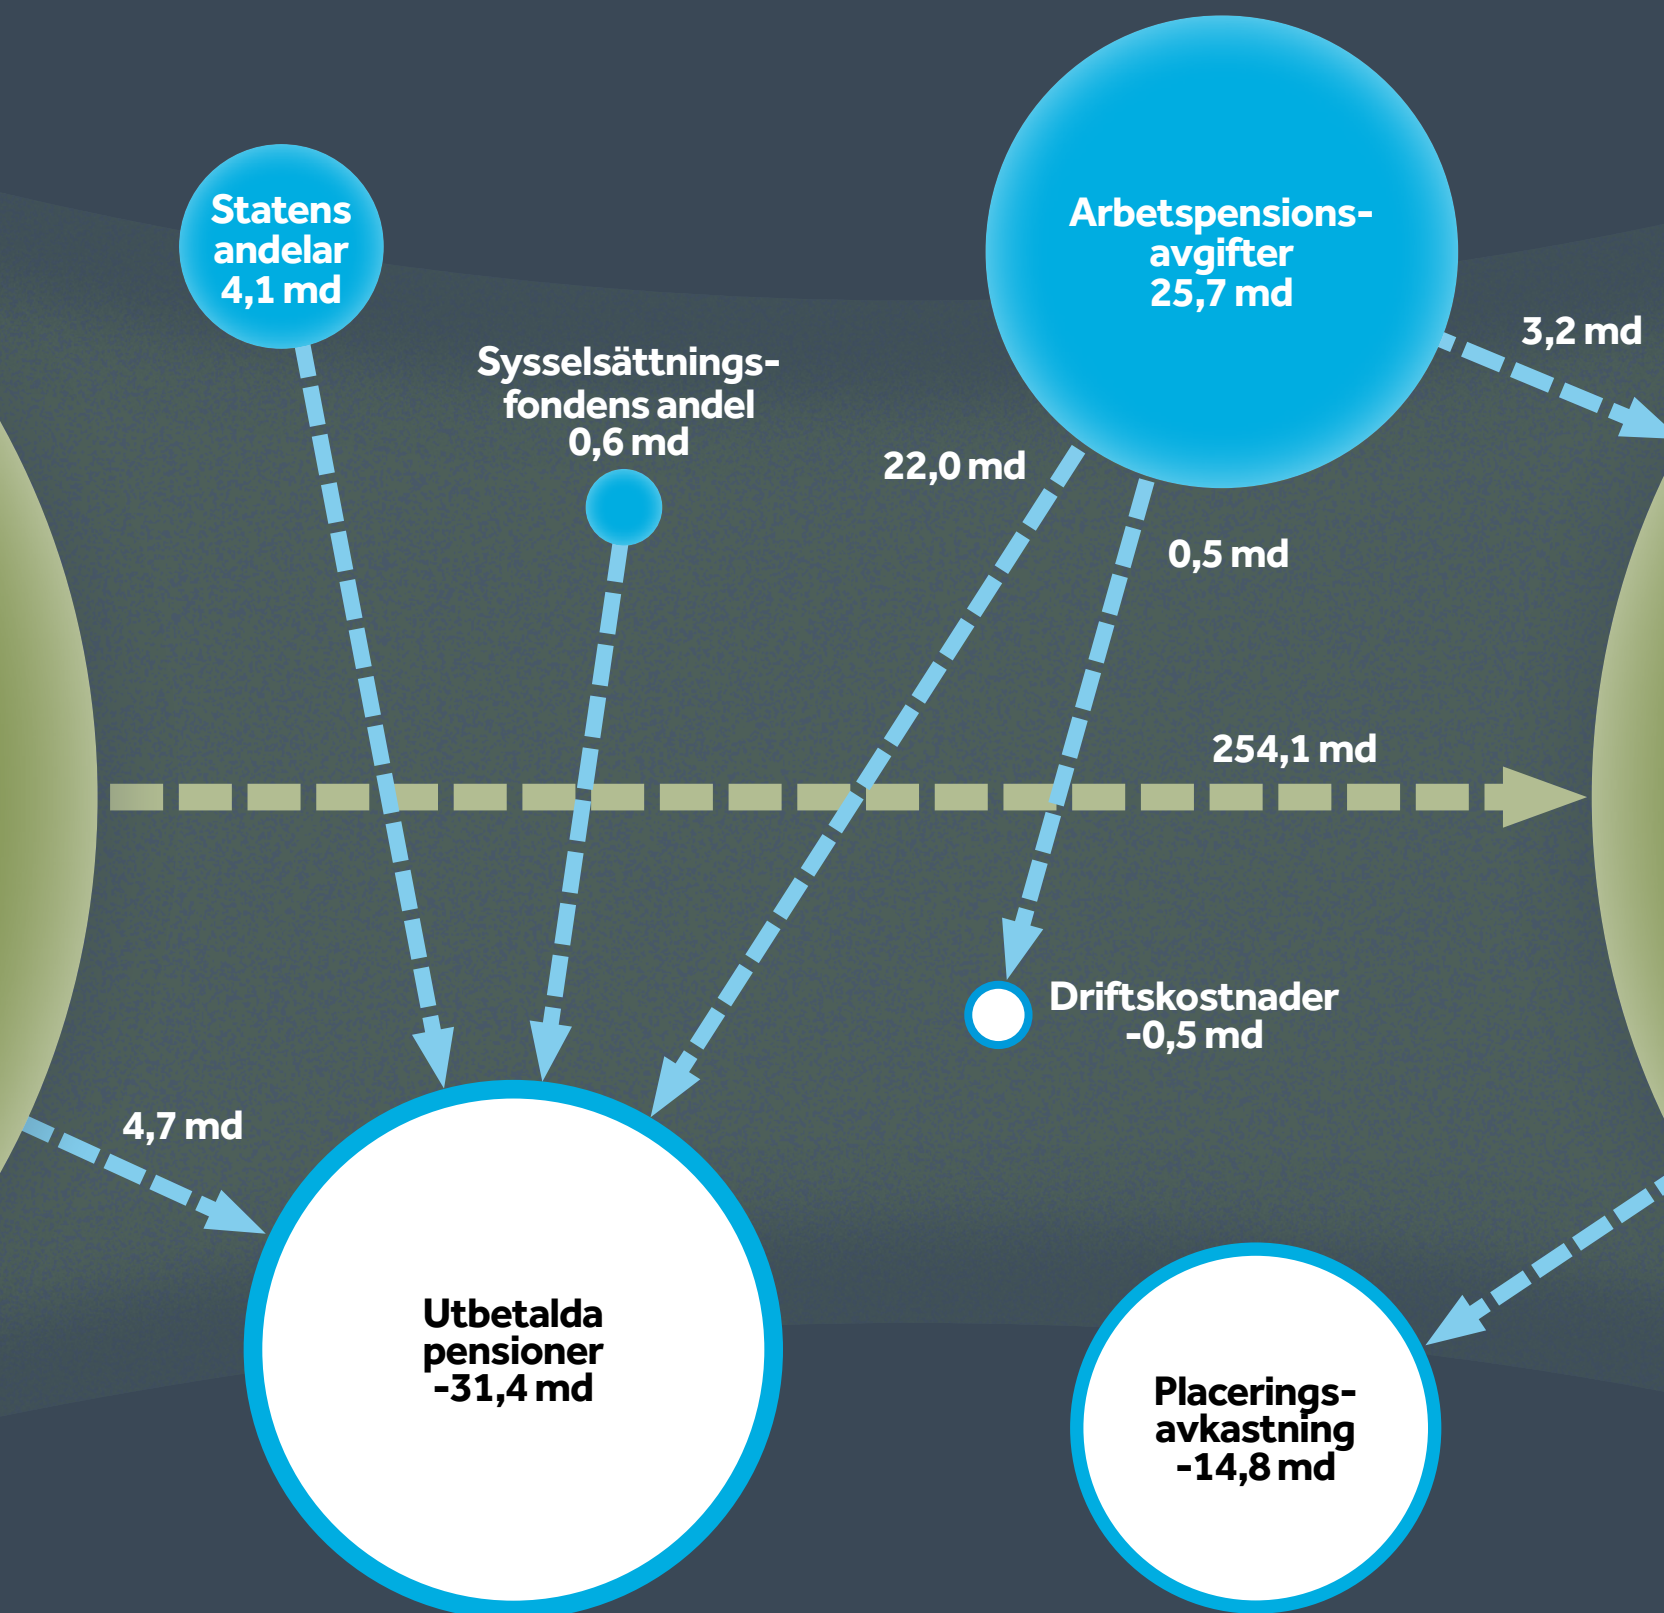 Statens
andelar
4,1 md
Sysselsättnings-
fondens andel
0,6 md
Arbetspensions-
avgifter
25,7 md
3,2 md
22,0 md
0,5 md
254,1 md
Driftskostnader
-0,5 md
4,7 md
Utbetalda
pensioner
-31,4 md
Placerings-
avkastning
-14,8 md